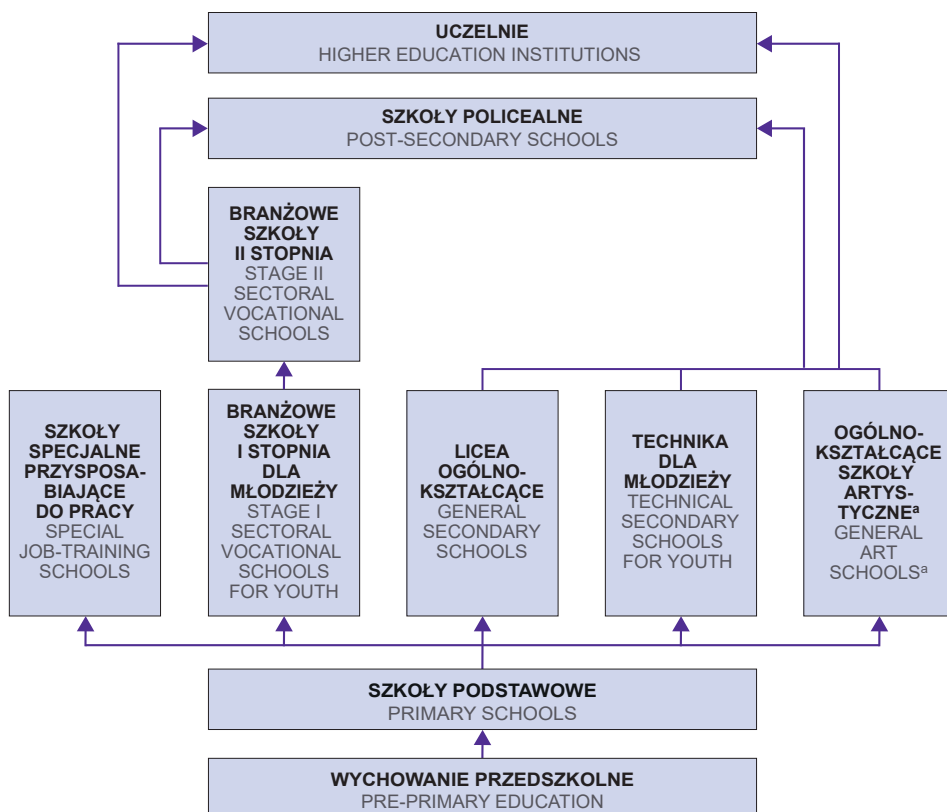 UCZELNIE
HIGHER EDUCATION INSTITUTIONS
SZKOŁY POLICEALNE
POST-SECONDARY SCHOOLS
BRANŻOWE
SZKOŁY
II STOPNIA
STAGE II
SECTORAL
VOCATIONAL
SCHOOLS
SZKOŁY
SPECJALNE
PRZYSPOSA-
BIAJĄCE
DO PRACY
SPECIAL
JOB-TRAINING
SCHOOLS
BRANŻOWE
SZKOŁY
I STOPNIA
DLA
MŁODZIEŻY
STAGE I
SECTORAL
VOCATIONAL
SCHOOLS
FOR YOUTH
LICEA
OGÓLNO-
KSZTAŁCĄCE
GENERAL
SECONDARY
SCHOOLS
TECHNIKA
DLA
MŁODZIEŻY
TECHNICAL
SECONDARY
SCHOOLS
FOR YOUTH
OGÓLNO-
KSZTAŁCĄCE
SZKOŁY
ARTYS-
TYCZNEᵃ
GENERAL
ART
SCHOOLSᵃ
SZKOŁY PODSTAWOWE
PRIMARY SCHOOLS
WYCHOWANIE PRZEDSZKOLNE
PRE-PRIMARY EDUCATION